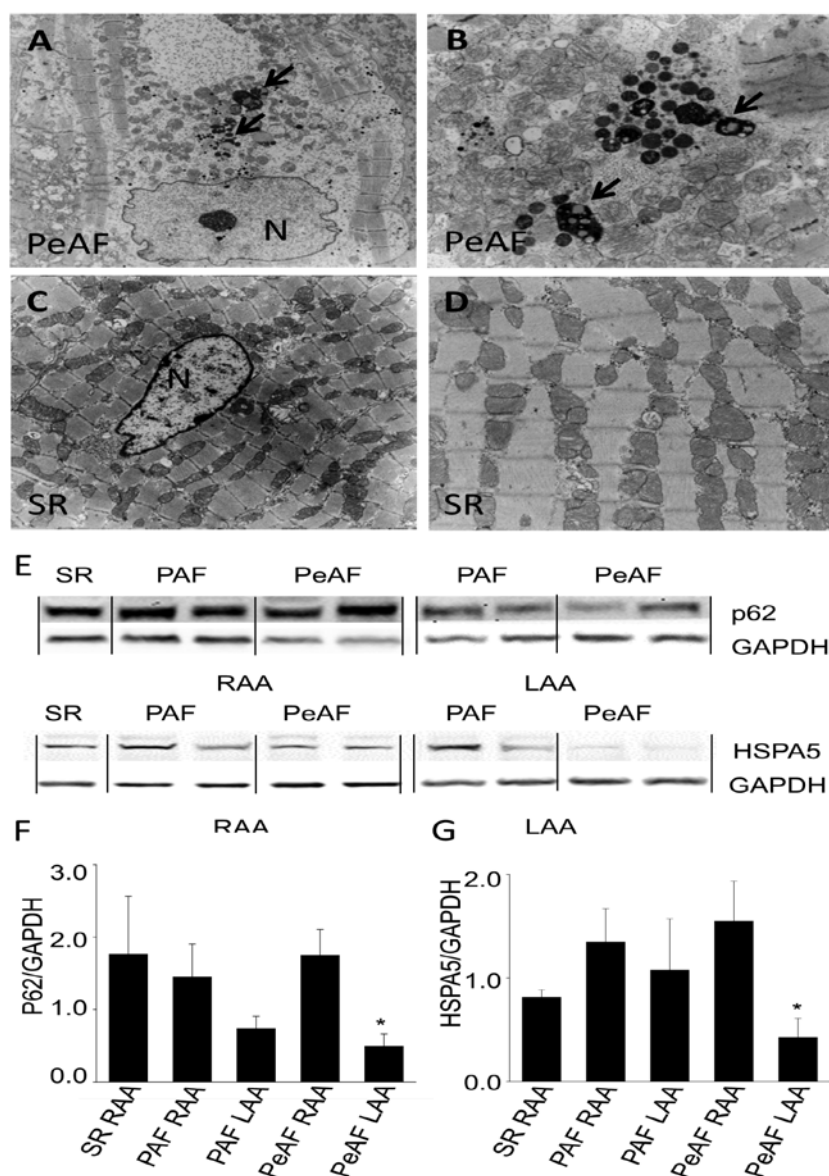 A
B
N
PeAF
PeAF
C
D
N
SR
SR
E
SR PAF PeAF PAF PeAF
p62
GAPDH
RAA LAA
SR PAF PeAF PAF PeAF
HSPA5
GAPDH
RAA LAA
F
P62/GAPDH
3.0
2.0
1.0
0.0
*
SR RAA
PAF RAA
PAF LAA
PeAF RAA
PeAF LAA
G
HSPA5/GAPDH
2.0
1.0
0.0
*
SR RAA
PAF RAA
PAF LAA
PeAF RAA
PeAF LAA